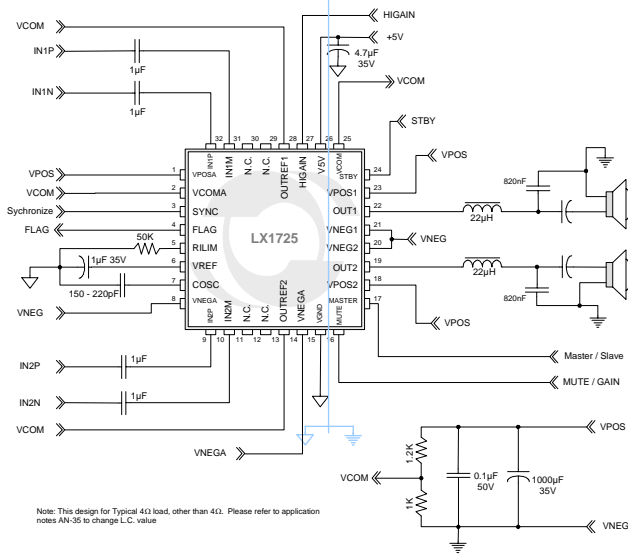 VCOM
HIGAIN
+5V
IN1P
1µF
4.7µF
35V
IN1N
1µF
VCOM
STBY
32 31 30 29 28 27 26 25
IN1P IN1M N.C. N.C. OUTREF1 HIGAIN V5V VCOM
VPOS 1 VPOSA
VCOM 2 VCOMA
Sychronize 3 SYNC
FLAG 4 FLAG
50K 5 RILIM
1µF 35V 6 VREF
150 - 220pF 7 COSC
VNEG 8 VNEGA
LX1725
STBY 24
VPOS1 23 VPOS
OUT1 22
VNEG1 21
VNEG2 20 VNEG
OUT2 19
VPOS2 18 VPOS
MASTER 17
820nF
22µH
22µH
820nF
IN2P IN2M N.C. N.C. OUTREF2 VNEGA VGND MUTE
9 10 11 12 13 14 15 16
IN2P
1µF
IN2N
1µF
VCOM
VNEGA
Master / Slave
MUTE / GAIN
VPOS
1.2K
VCOM
0.1µF
50V
1000µF
35V
1K
VNEG
Note: This design for Typical 4Ω load, other than 4Ω. Please refer to application
notes AN-35 to change L.C. value